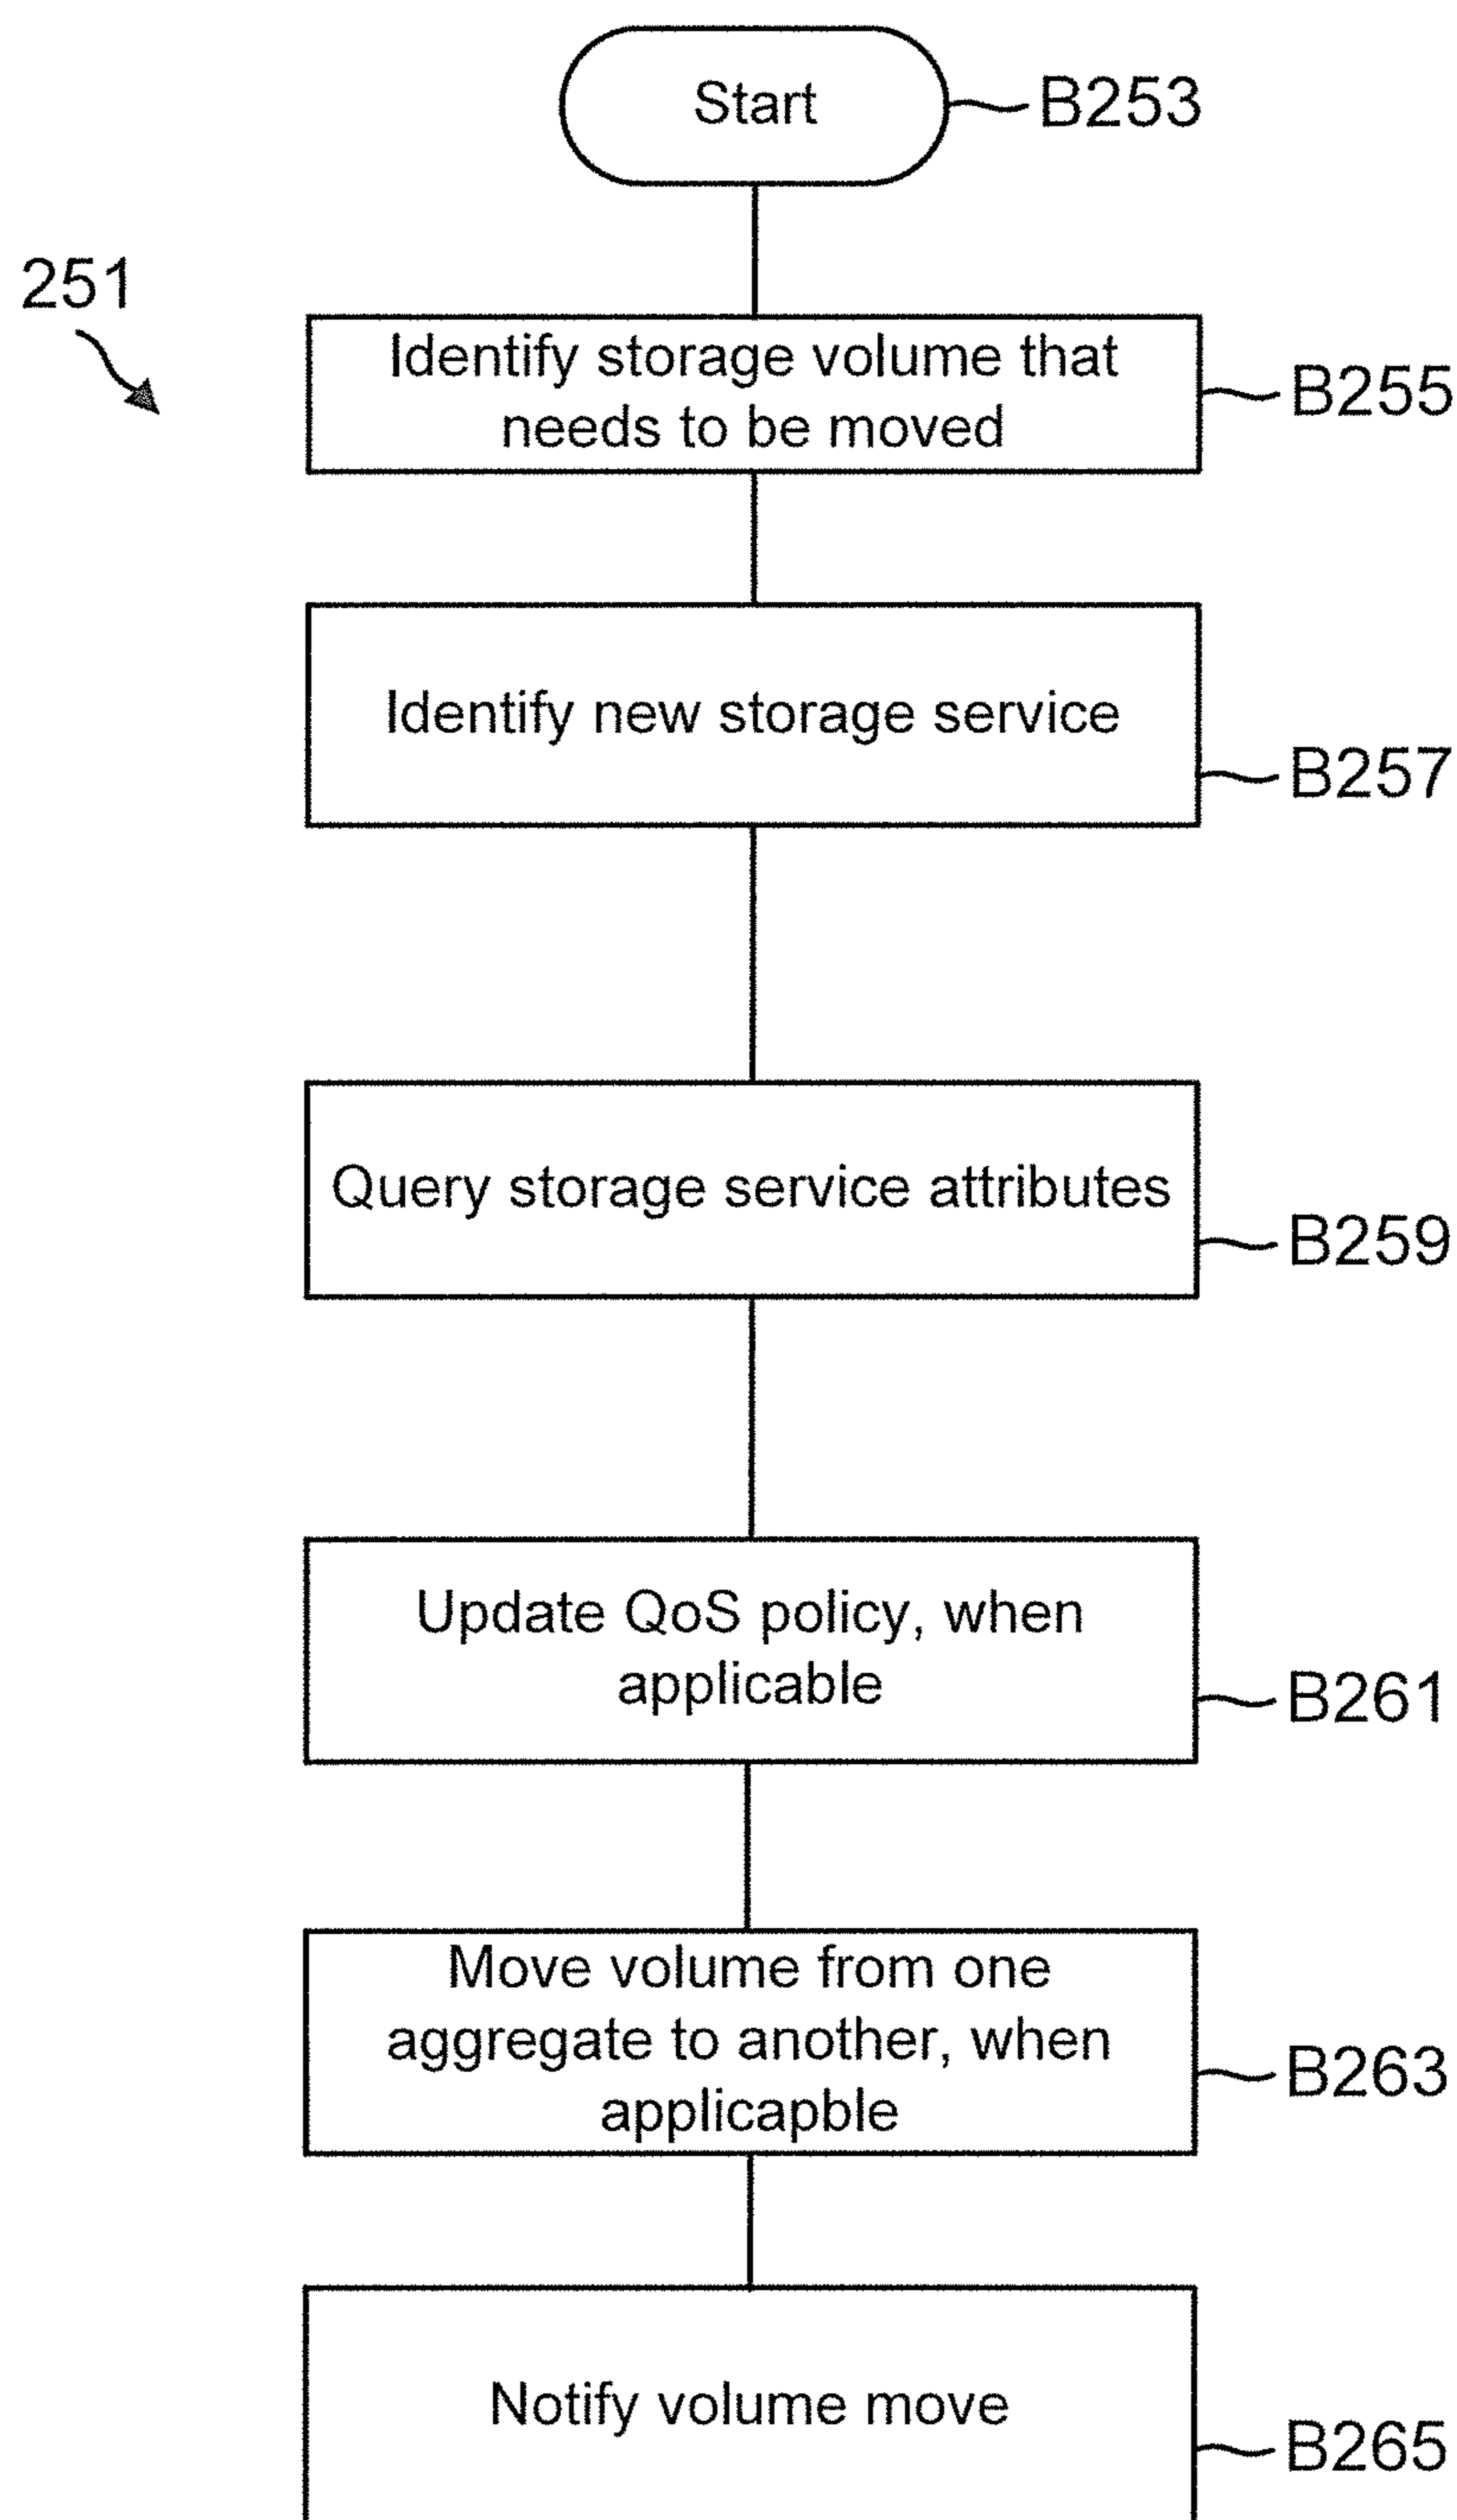 Start
B253
251
Identify storage volume that
needs to be moved
B255
Identify new storage service
B257
Query storage service attributes
B259
Update QoS policy, when
applicable
B261
Move volume from one
aggregate to another, when
applicapble
B263
Notify volume move
B265